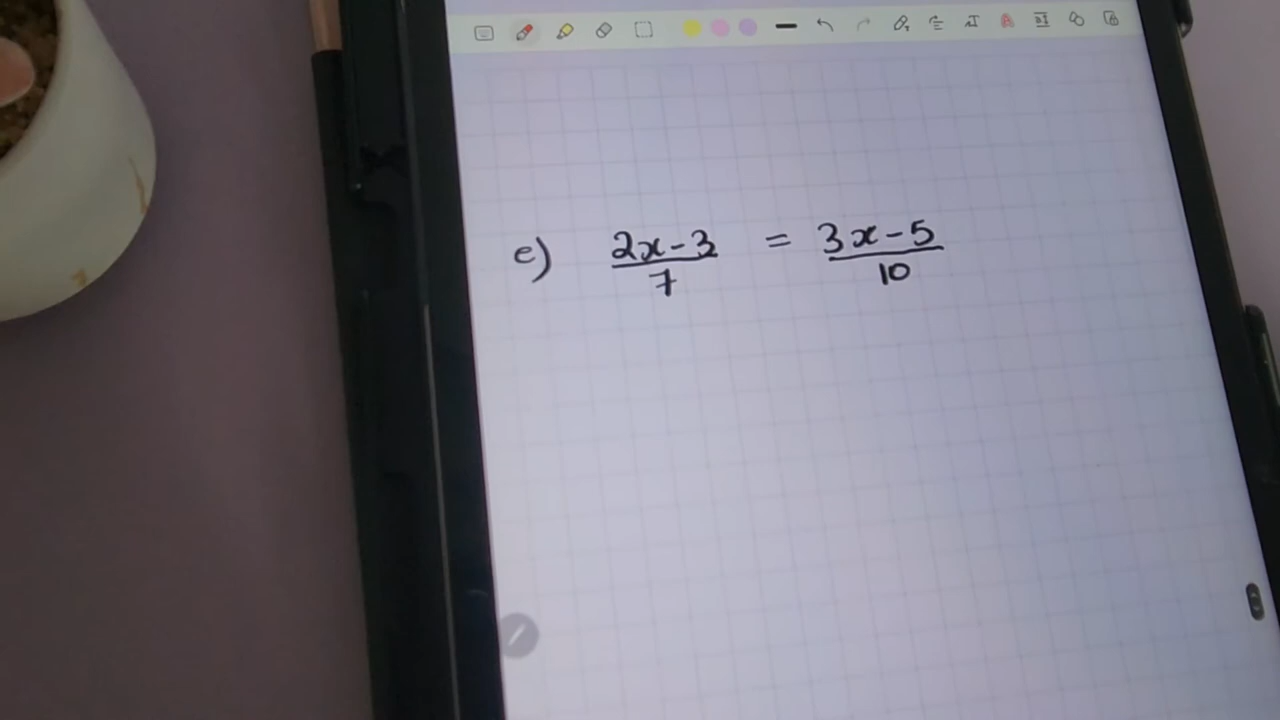 e) (2x-3)/7 = (3x-5)/10